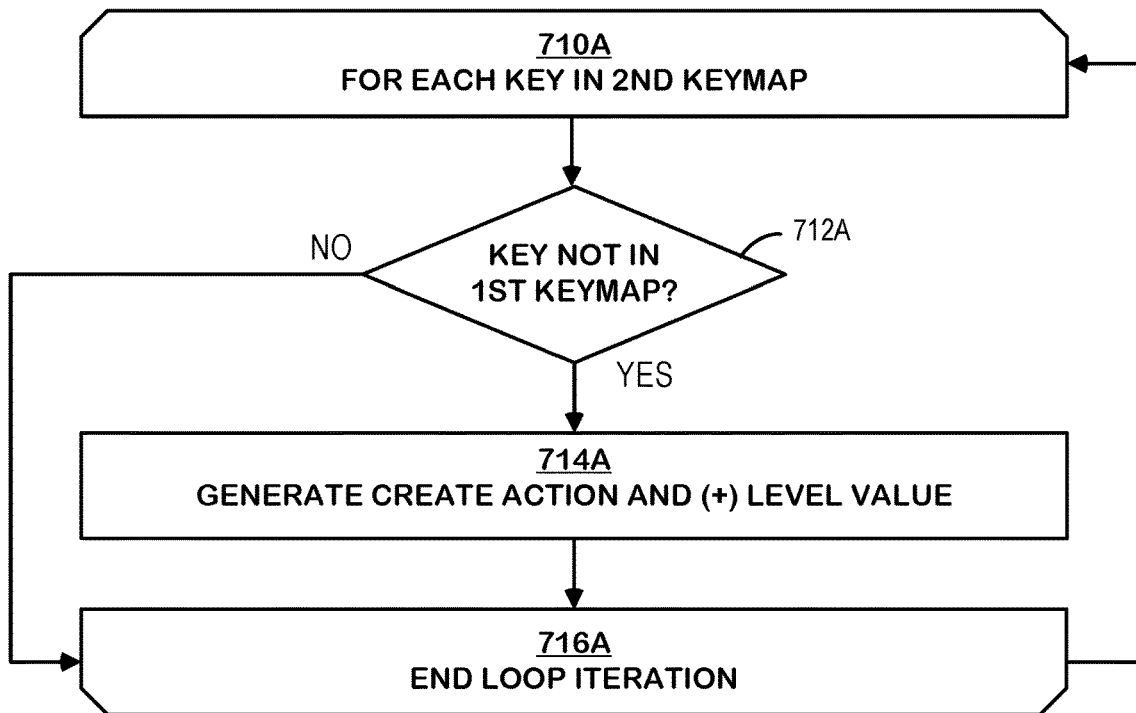 710A
FOR EACH KEY IN 2ND KEYMAP
712A
NO
KEY NOT IN
1ST KEYMAP?
YES
714A
GENERATE CREATE ACTION AND (+) LEVEL VALUE
716A
END LOOP ITERATION